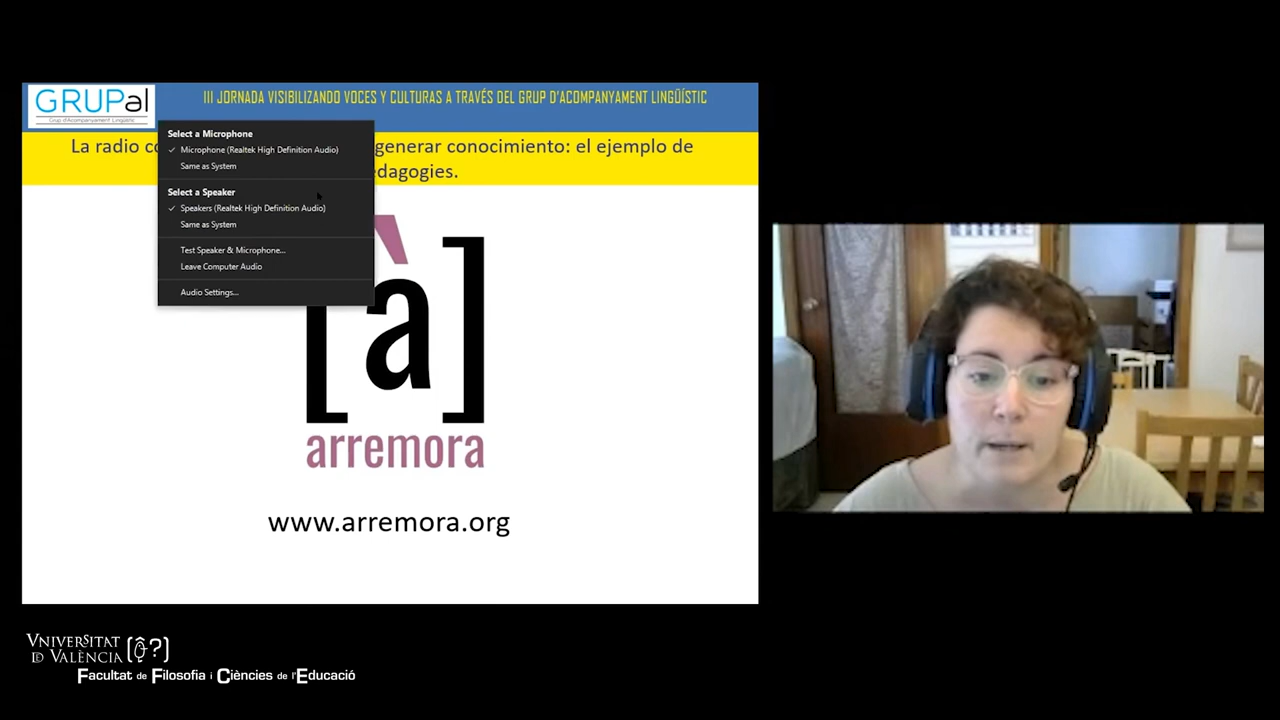 GRUPal
Grup d'Acompanyament Lingüístic
III JORNADA VISIBILIZANDO VOCES Y CULTURAS A TRAVÉS DEL GRUP D'ACOMPANYAMENT LINGÜÍSTIC
La radio co generar conocimiento: el ejemplo de
edagogies.
Select a Microphone
✓ Microphone (Realtek High Definition Audio)
Same as System
Select a Speaker
✓ Speakers (Realtek High Definition Audio)
Same as System
Test Speaker & Microphone...
Leave Computer Audio
Audio Settings...
[à]
arremora
www.arremora.org
VNIVERSITAT
ID VALÈNCIA
Facultat de Filosofia i Ciències de l'Educació